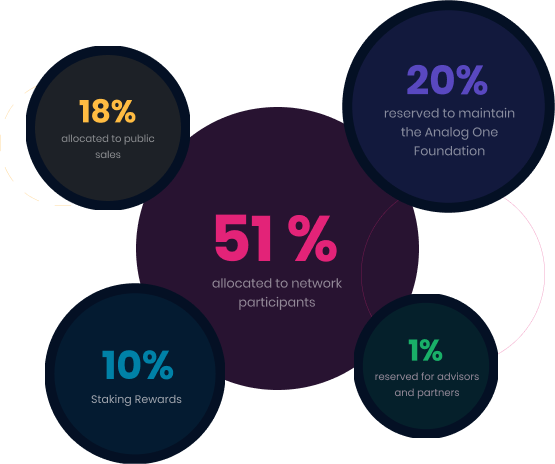 18%
allocated to public
sales
20%
reserved to maintain
the Analog One
Foundation
51 %
allocated to network
participants
10%
Staking Rewards
1%
reserved for advisors
and partners